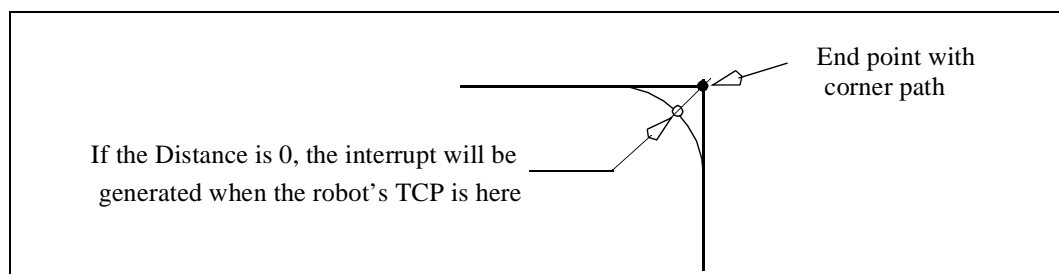 End point with
corner path
If the Distance is 0, the interrupt will be
generated when the robot’s TCP is here